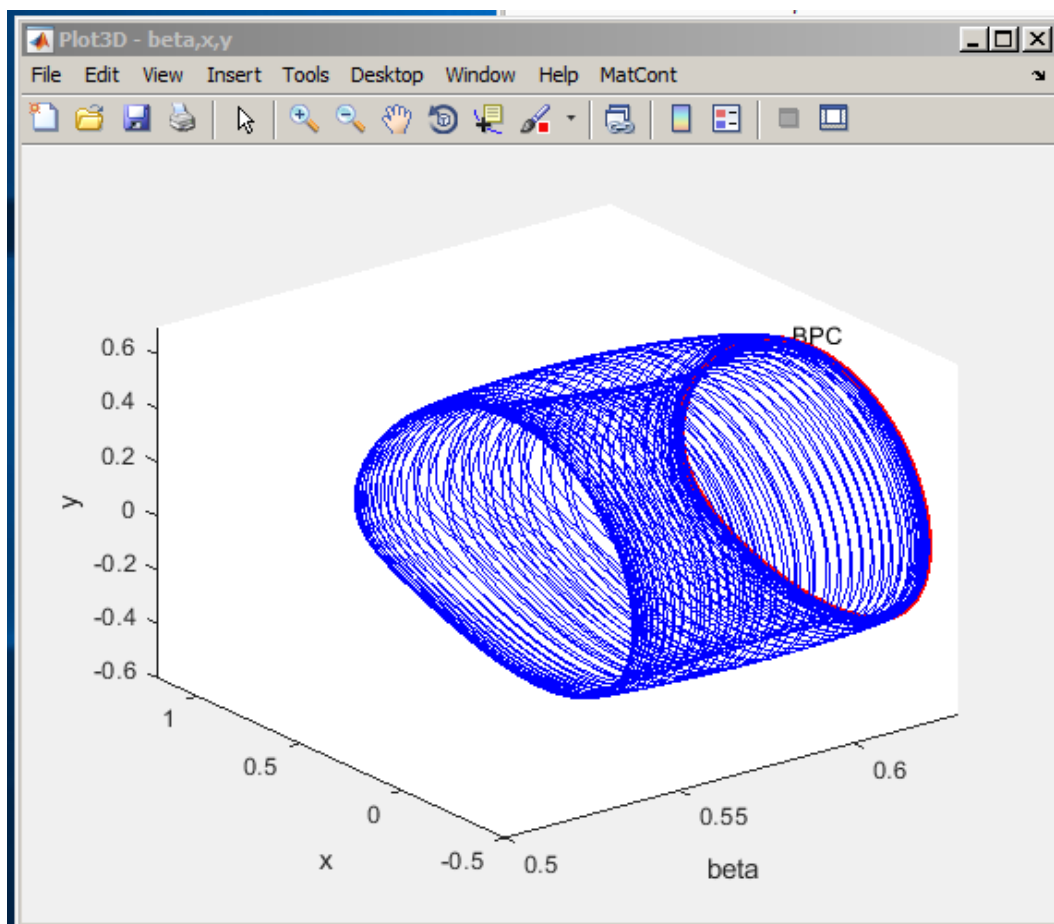 Plot3D - beta,x,y
File Edit View Insert Tools Desktop Window Help MatCont
BPC
0.6
0.4
0.2
0
-0.2
-0.4
-0.6
y
1
0.5
0
-0.5
x
0.5
0.55
0.6
beta